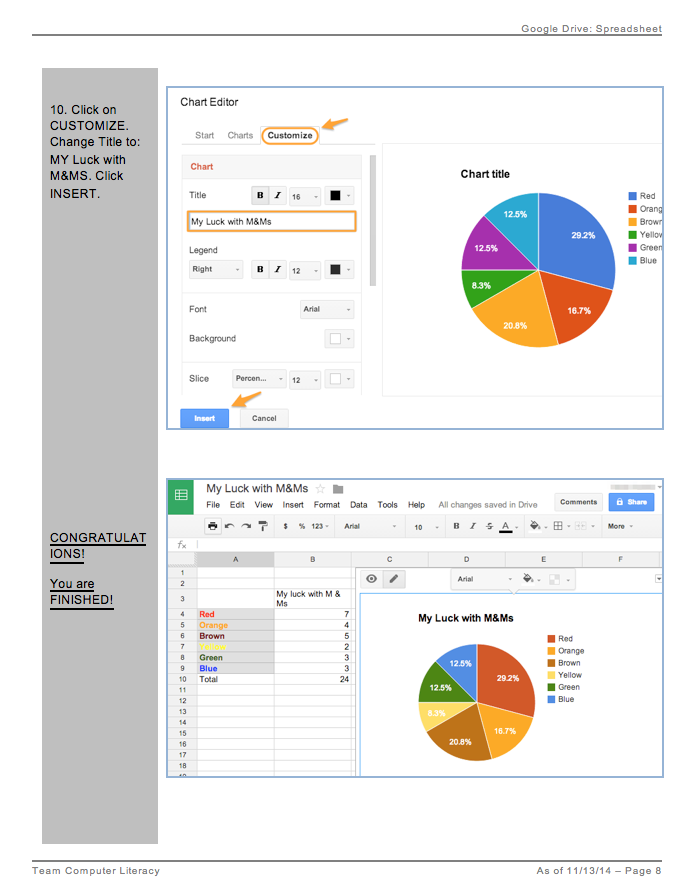 Google Drive: Spreadsheet
10. Click on
CUSTOMIZE.
Change Title to:
MY Luck with
M&MS. Click
INSERT.
Chart Editor
Start Charts Customize
Chart
Title B I 16
My Luck with M&Ms
Legend
Right B I 12
Font Arial
Background
Slice Percen... 12
Insert Cancel
Chart title
12.5%
29.2%
12.5%
8.3%
16.7%
20.8%
Red
Orang
Brown
Yellow
Green
Blue
CONGRATULAT
IONS!
You are
FINISHED!
My Luck with M&Ms
File Edit View Insert Format Data Tools Help All changes saved in Drive
Comments Share
$ % 123 Arial 10 B I S A More
fx
A B C D E F
1
2
3 My luck with M &
Ms
4 Red 7
5 Orange 4
6 Brown 5
7 Yellow 2
8 Green 3
9 Blue 3
10 Total 24
11
12
13
14
15
16
17
18
19
Arial
My Luck with M&Ms
12.5%
29.2%
12.5%
8.3%
16.7%
20.8%
Red
Orange
Brown
Yellow
Green
Blue
Team Computer Literacy As of 11/13/14 – Page 8